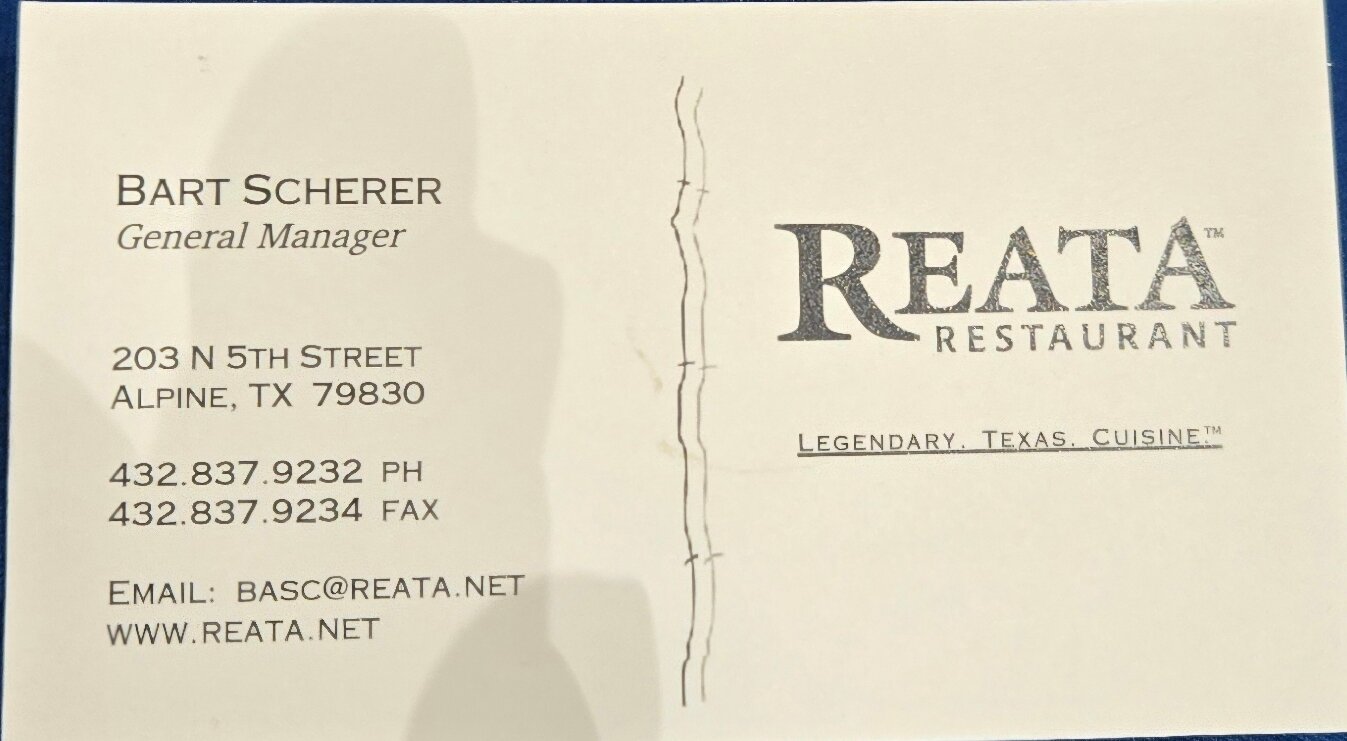 BART SCHERER
General Manager
203 N 5TH STREET
ALPINE, TX 79830
432.837.9232 PH
432.837.9234 FAX
EMAIL: BASC@REATA.NET
WWW.REATA.NET
REATA™
RESTAURANT
LEGENDARY. TEXAS. CUISINE.™